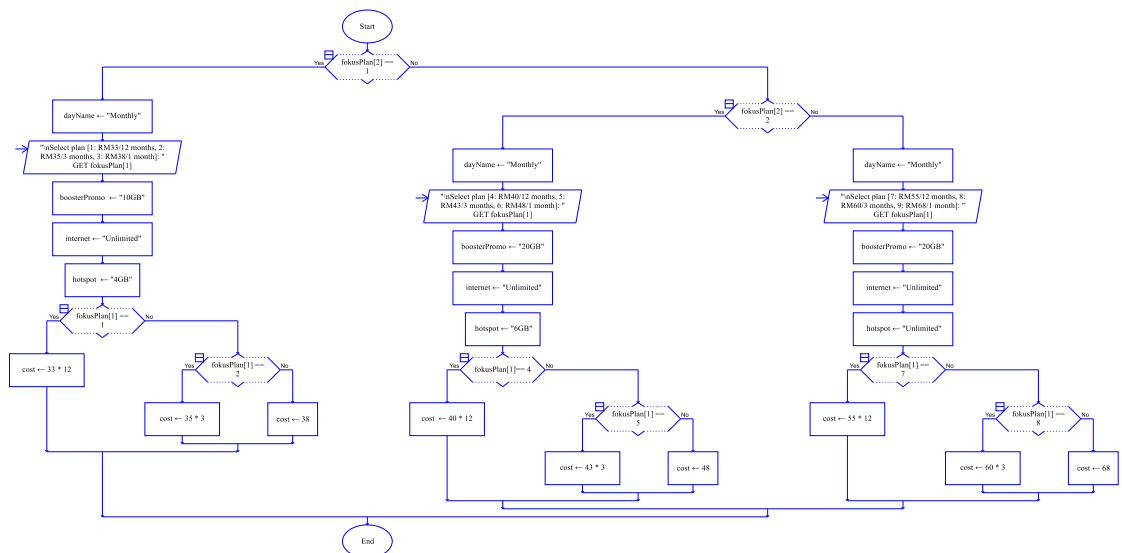 Start
fokusPlan[2] ==
1
Yes
No
dayName ← "Monthly"
"\nSelect plan [1: RM33/12 months, 2:
RM35/3 months, 3: RM38/1 month]: "
GET fokusPlan[1]
boosterPromo ← "10GB"
internet ← "Unlimited"
hotspot ← "4GB"
fokusPlan[1] ==
1
Yes
No
cost ← 33 * 12
fokusPlan[1] ==
2
Yes
No
cost ← 35 * 3
cost ← 38
fokusPlan[2] ==
2
Yes
No
dayName ← "Monthly"
"\nSelect plan [4: RM40/12 months, 5:
RM43/3 months, 6: RM48/1 month]: "
GET fokusPlan[1]
boosterPromo ← "20GB"
internet ← "Unlimited"
hotspot ← "6GB"
fokusPlan[1]== 4
Yes
No
cost ← 40 * 12
fokusPlan[1] ==
5
Yes
No
cost ← 43 * 3
cost ← 48
dayName ← "Monthly"
"\nSelect plan [7: RM55/12 months, 8:
RM60/3 months, 9: RM68/1 month]: "
GET fokusPlan[1]
boosterPromo ← "20GB"
internet ← "Unlimited"
hotspot ← "Unlimited"
fokusPlan[1] ==
7
Yes
No
cost ← 55 * 12
fokusPlan[1] ==
8
Yes
No
cost ← 60 * 3
cost ← 68
End